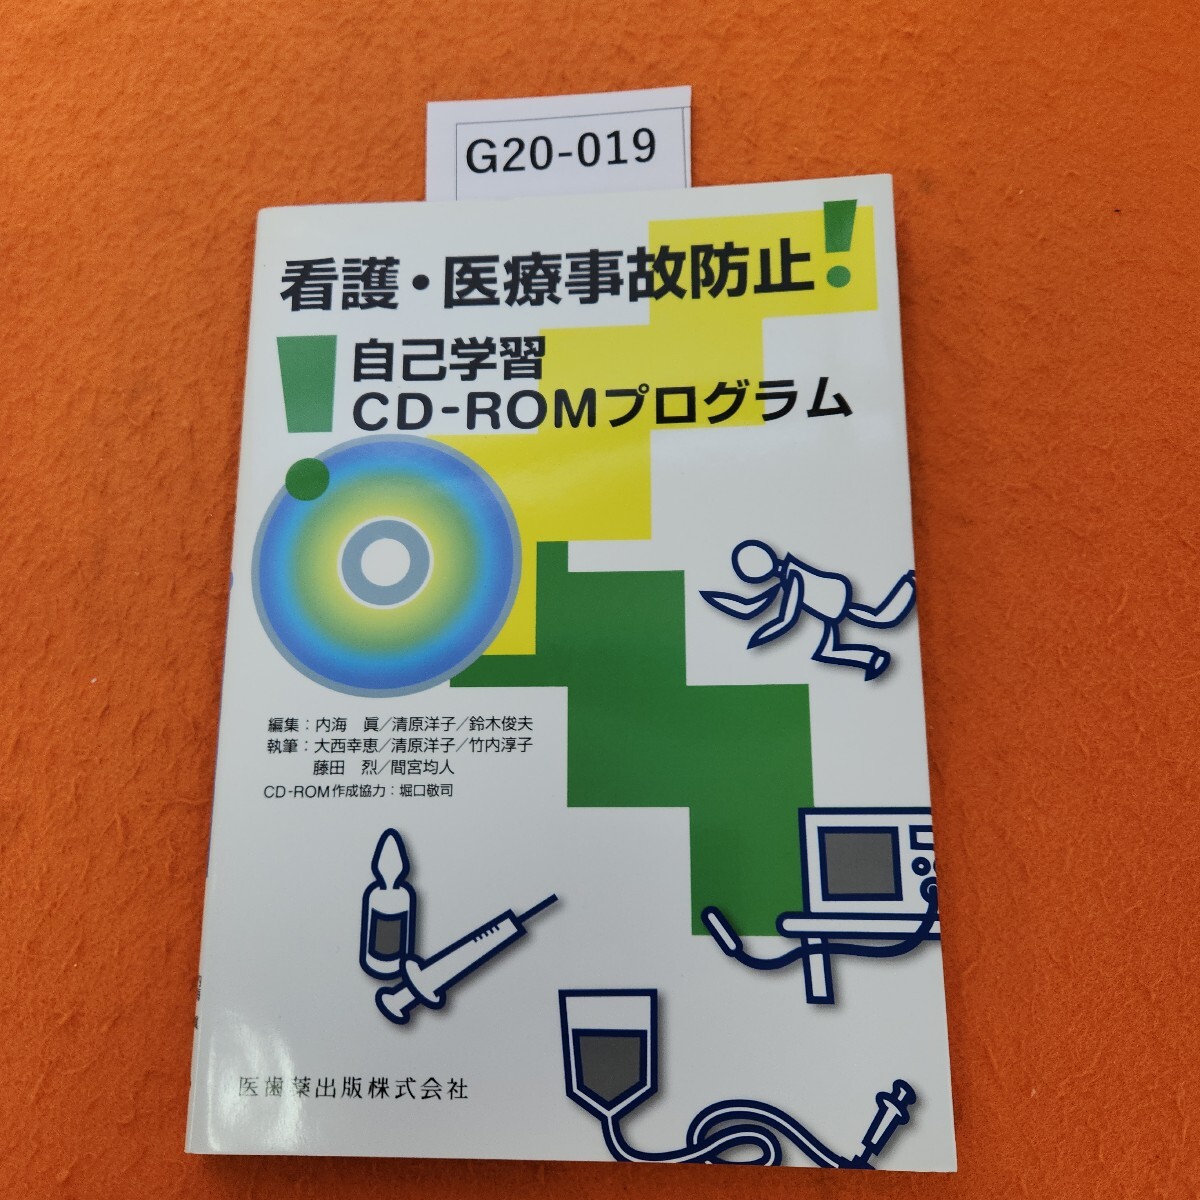 G20-019
看護・医療事故防止!
!自己学習
CD-ROMプログラム
編集：内海　眞／清原洋子／鈴木俊夫
執筆：大西幸恵／清原洋子／竹内淳子
藤田　烈／間宮均人
CD-ROM作成協力：堀口敬司
医歯薬出版株式会社